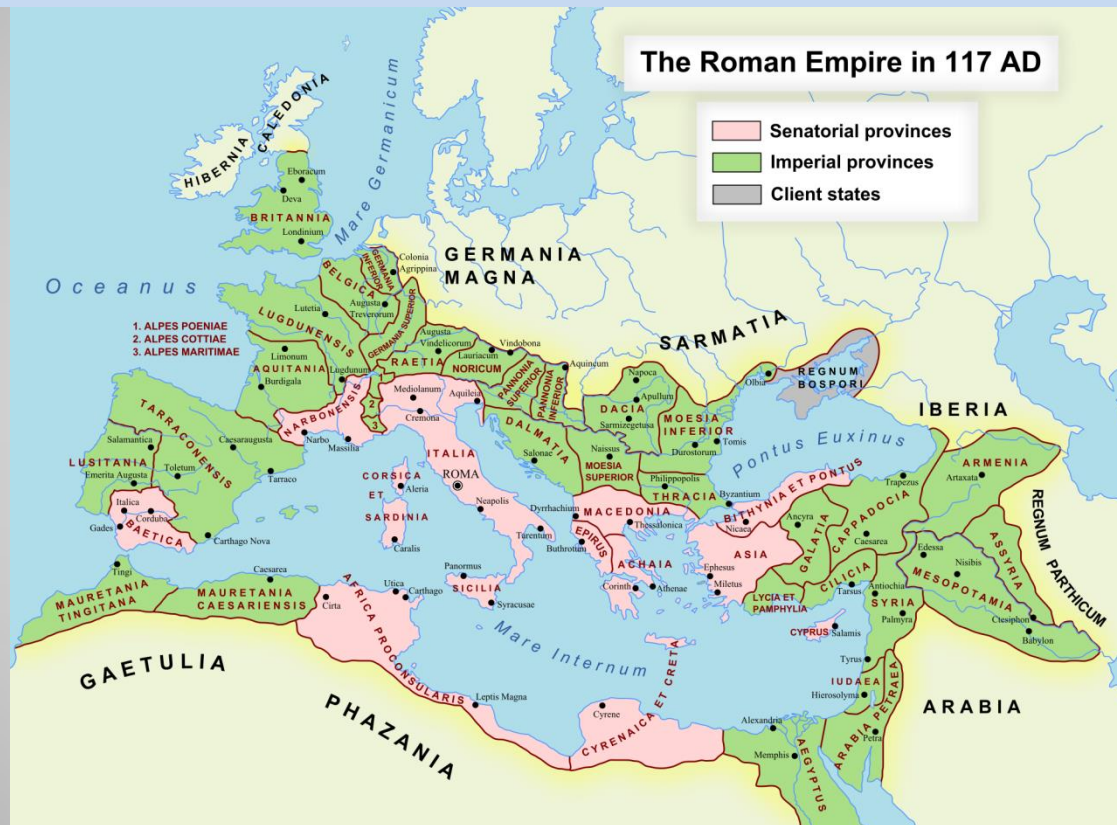 The Roman Empire in 117 AD
Senatorial provinces
Imperial provinces
Client states
HIBERNIA
CALEDONIA
Mare Germanicum
Oceanus
Eboracum
Deva
BRITANNIA
Londinium
GERMANIA
MAGNA
GERMANIA
INFERIOR
Colonia
Agrippina
BELGICA
Augusta
Treverorum
Lutetia
LUGDUNENSIS
GERMANIA SUPERIOR
1. ALPES POENIAE
2. ALPES COTTIAE
3. ALPES MARITIMAE
Limonum
AQUITANIA
Burdigala
Lugdunum
1
2
3
NARBONENSIS
Narbo
Massilia
Augusta
Vindelicorum
RAETIA
Lauriacum
NORICUM
Vindobona
PANNONIA
SUPERIOR
PANNONIA
INFERIOR
Aquincum
SARMATIA
Mediolanum
Cremona
Aquileia
ITALIA
ROMA
Neapolis
Tarentum
CORSICA
ET
SARDINIA
Aleria
Caralis
Panormus
SICILIA
Syracusae
TARRACONENSIS
Salamantica
Caesaraugusta
LUSITANIA
Toletum
Emerita Augusta
Tarraco
Italica
Corduba
Gades
BAETICA
Carthago Nova
Tingi
MAURETANIA
TINGITANA
Caesarea
MAURETANIA
CAESARIENSIS
Cirta
Utica
Carthago
AFRICA PROCONSULARIS
Leptis Magna
GAETULIA
PHAZANIA
Mare Internum
DALMATIA
Salonae
Napoca
Apullum
DACIA
Sarmizegetusa
MOESIA
INFERIOR
Tomis
Durostorum
Naissus
MOESIA
SUPERIOR
Philippopolis
THRACIA
Byzantium
Dyrrhachium
MACEDONIA
Thessalonica
EPIRUS
Buthrotum
ACHAIA
Corinth
Athenae
Olbia
REGNUM
BOSPORI
Pontus Euxinus
IBERIA
BITHYNIA ET PONTUS
Nicaea
Trapezus
ARMENIA
Artaxata
Ancyra
GALATIA
CAPPADOCIA
Caesarea
ASIA
Ephesus
Miletus
LYCIA ET
PAMPHYLIA
CILICIA
Tarsus
Antiochia
SYRIA
Palmyra
Edessa
Nisibis
MESOPOTAMIA
ASSYRIA
REGNUM PARTHICUM
Ctesiphon
Babylon
CYPRUS
Salamis
Tyrus
IUDAEA
Hierosolyma
ARABIA PETRAEA
Petra
ARABIA
CYRENAICA ET CRETA
Cyrene
Alexandria
Memphis
AEGYPTUS